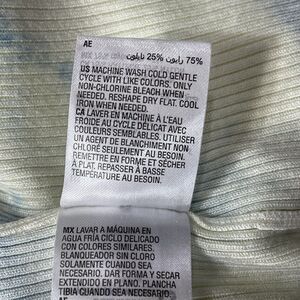 AE
75% رايون 25% نايلون
US MACHINE WASH COLD GENTLE
CYCLE WITH LIKE COLORS. ONLY
NON-CHLORINE BLEACH WHEN
NEEDED. RESHAPE DRY FLAT. COOL
IRON WHEN NEEDED.
CA LAVER EN MACHINE À L'EAU
FROIDE AU CYCLE DÉLICAT AVEC
COULEURS SEMBLABLES. UTILISER
UN AGENT DE BLANCHIMENT NON
CHLORÉ SEULEMENT AU BESOIN.
REMETTRE EN FORME ET SÉCHER
À PLAT. REPASSER À BASSE
TEMPÉRATURE AU BESOIN.
MX LAVAR A MÁQUINA EN
AGUA FRÍA CICLO DELICADO
CON COLORES SIMILARES.
BLANQUEADOR SIN CLORO
SOLAMENTE CUANDO SEA
NECESARIO. DAR FORMA Y SECAR
EXTENDIDO EN PLANO. PLANCHA
TIBIA CUANDO SEA NECESARIO.
AE